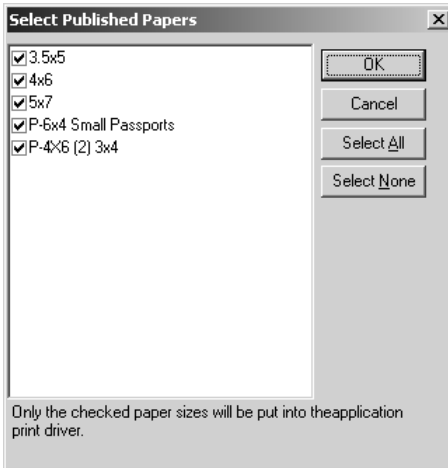 Select Published Papers
3.5x5
4x6
5x7
P-6x4 Small Passports
P-4X6 (2) 3x4
OK
Cancel
Select All
Select None
Only the checked paper sizes will be put into theapplication
print driver.